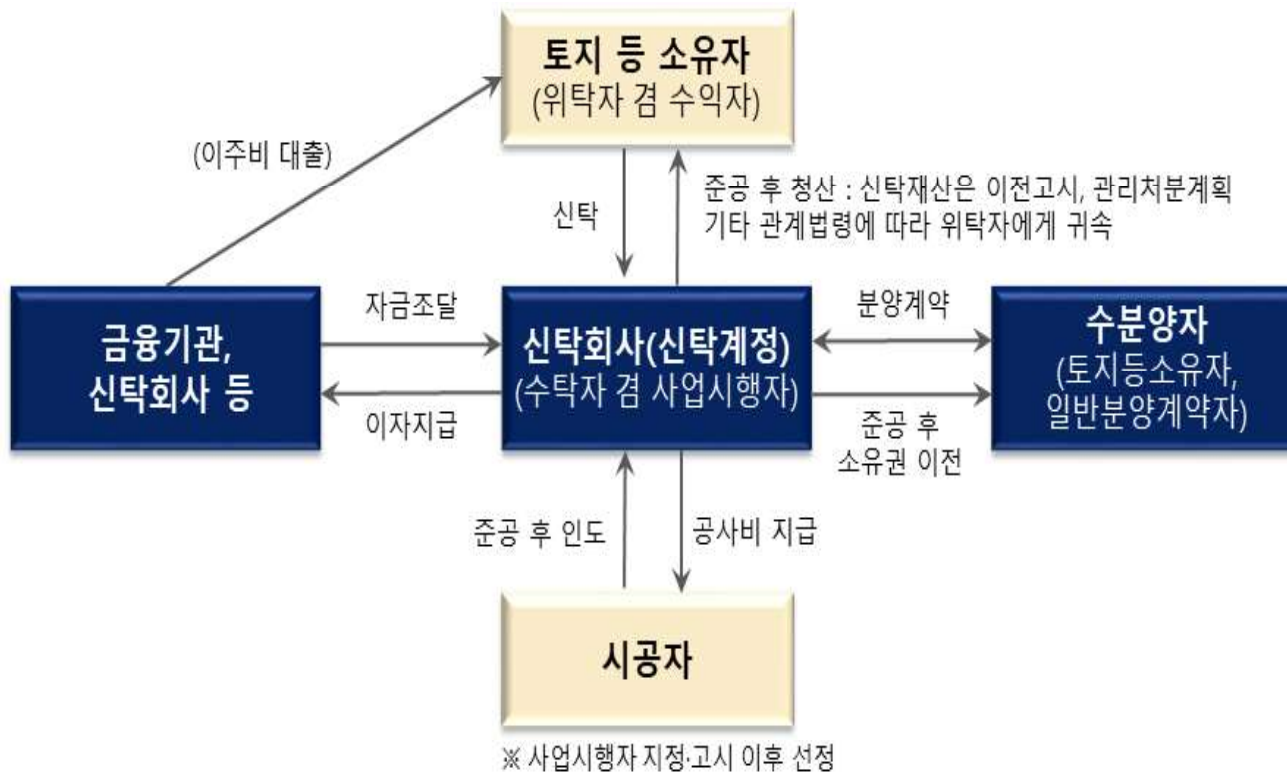 토지 등 소유자
(위탁자 겸 수익자)
(이주비 대출)
신탁
준공 후 청산 : 신탁재산은 이전고시, 관리처분계획
기타 관계법령에 따라 위탁자에게 귀속
금융기관,
신탁회사 등
자금조달
이자지급
신탁회사(신탁계정)
(수탁자 겸 사업시행자)
분양계약
준공 후
소유권 이전
수분양자
(토지등소유자,
일반분양계약자)
준공 후 인도
공사비 지급
시공자
※ 사업시행자 지정·고시 이후 선정